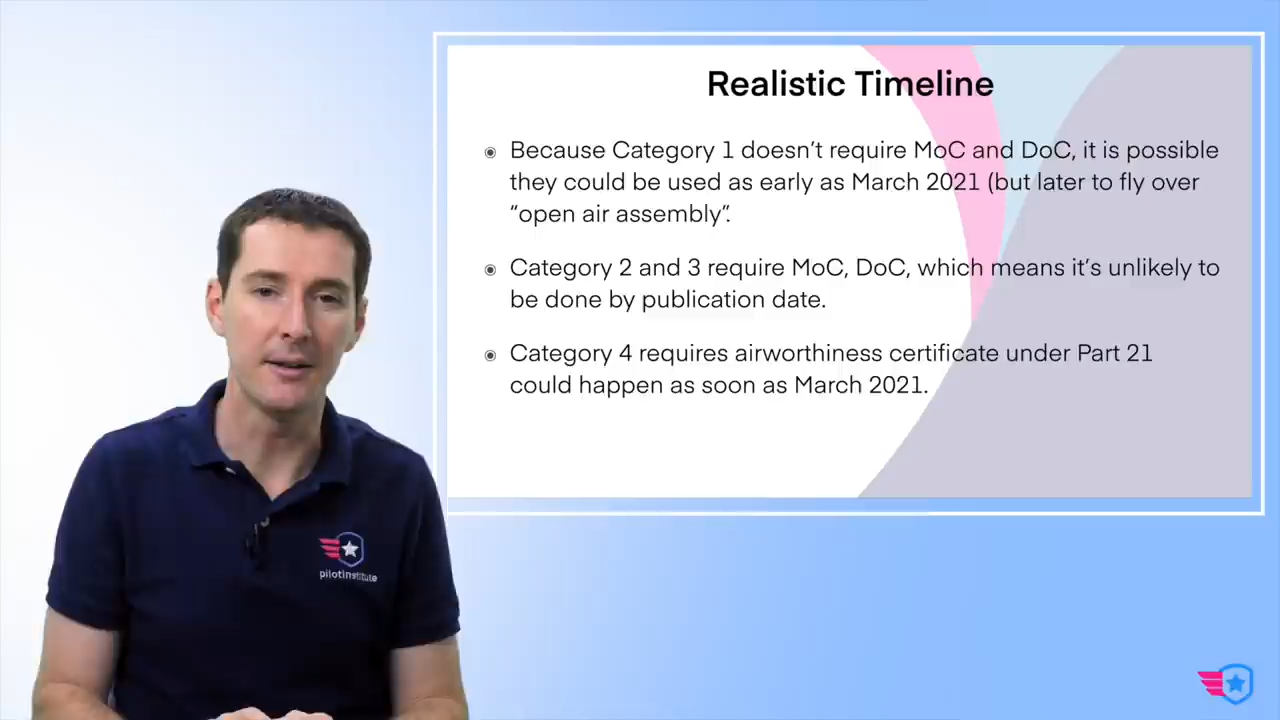 Realistic Timeline
Because Category 1 doesn't require MoC and DoC, it is possible
they could be used as early as March 2021 (but later to fly over
“open air assembly”.
Category 2 and 3 require MoC, DoC, which means it's unlikely to
be done by publication date.
Category 4 requires airworthiness certificate under Part 21
could happen as soon as March 2021.
pilotinstitute